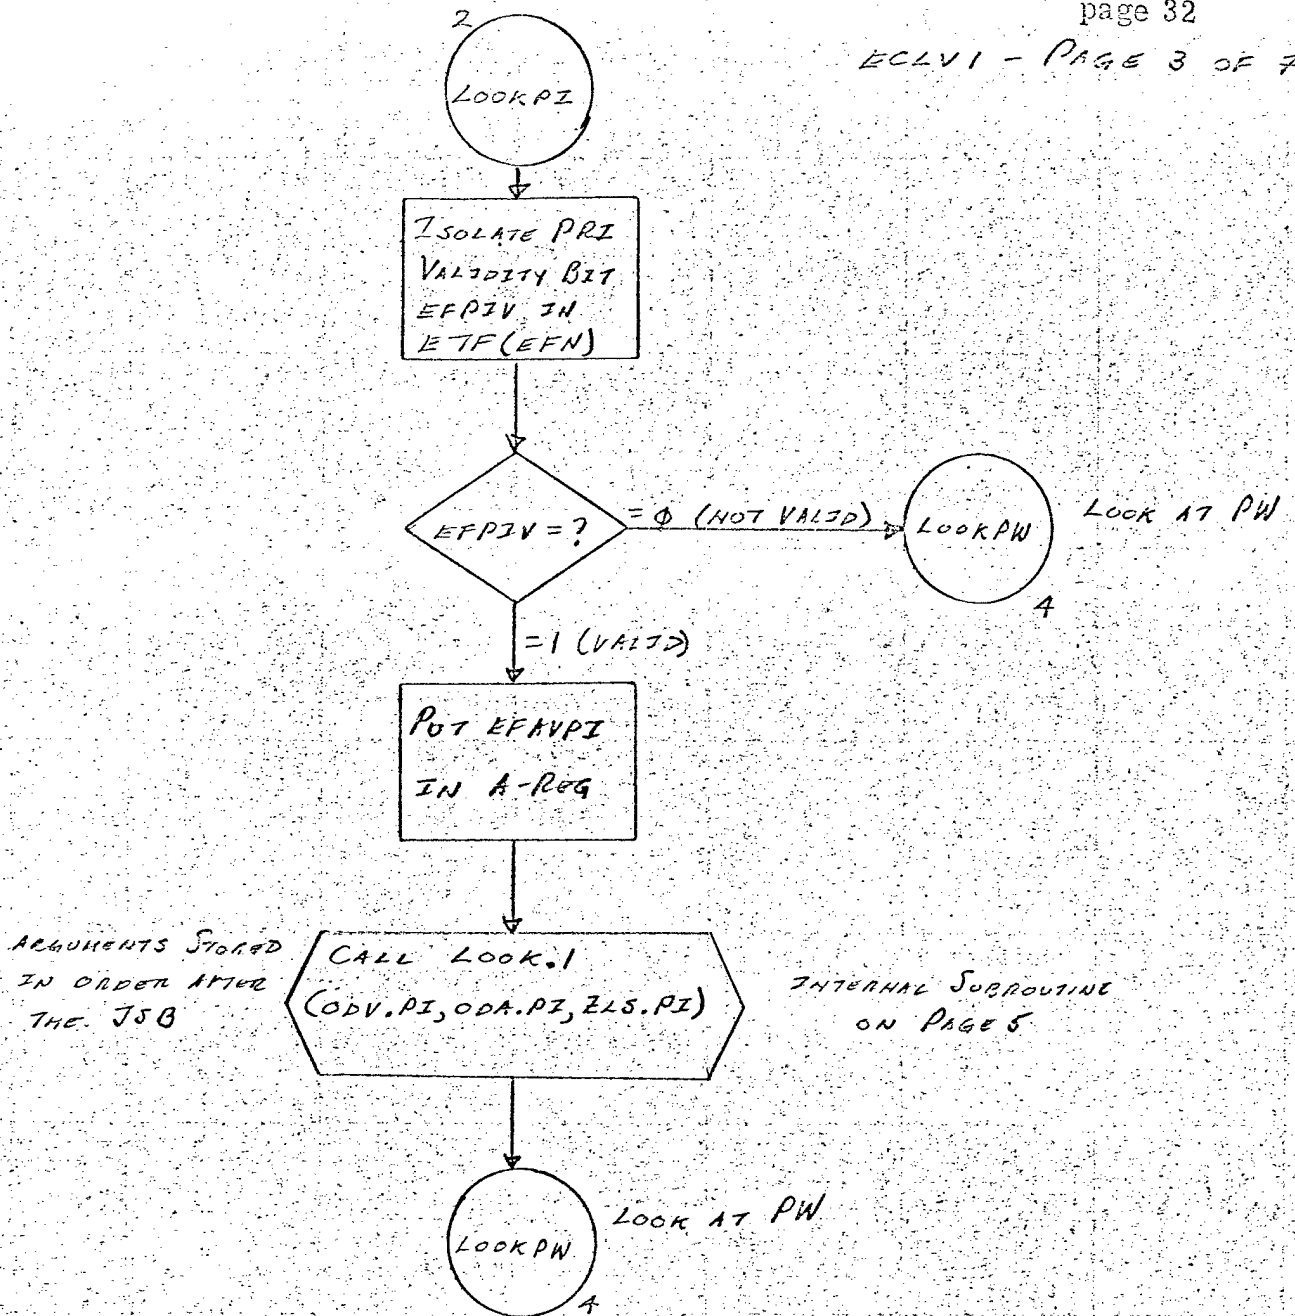 page 32
ECLV1 - PAGE 3 OF 7
2
LOOKPI
ISOLATE PRI
VALIDITY BIT
EFPIV IN
ETF(EFN)
EFPIV = ?
= φ (NOT VALID)
LOOKPW
LOOK AT PW
4
= 1 (VALID)
PUT EFAVPI
IN A-REG
ARGUMENTS STORED
IN ORDER AFTER
THE JSB
CALL LOOK.1
(ODV.PI, ODA.PI, ZLS.PI)
INTERNAL SUBROUTINE
ON PAGE 5
LOOKPW
LOOK AT PW
4